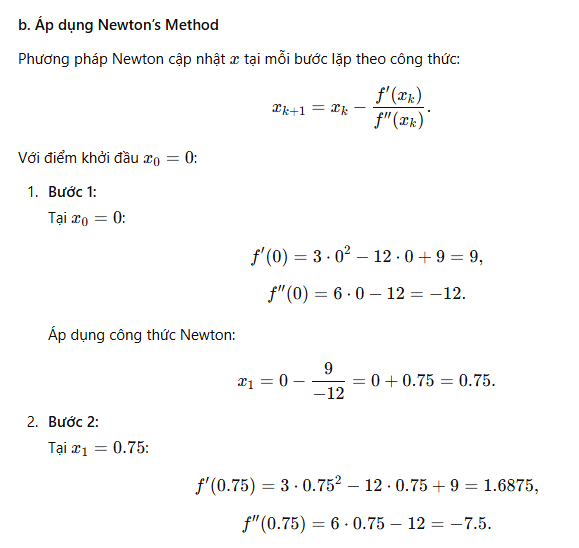 b. Áp dụng Newton’s Method
Phương pháp Newton cập nhật x tại mỗi bước lặp theo công thức:
x_{k+1} = x_k − \frac{f′(x_k)}{f″(x_k)}.
Với điểm khởi đầu x_0 = 0:
1. Bước 1:
Tại x_0 = 0:
f′(0) = 3 · 0² − 12 · 0 + 9 = 9,
f″(0) = 6 · 0 − 12 = −12.
Áp dụng công thức Newton:
x_1 = 0 − \frac{9}{−12} = 0 + 0.75 = 0.75.
2. Bước 2:
Tại x_1 = 0.75:
f′(0.75) = 3 · 0.75² − 12 · 0.75 + 9 = 1.6875,
f″(0.75) = 6 · 0.75 − 12 = −7.5.